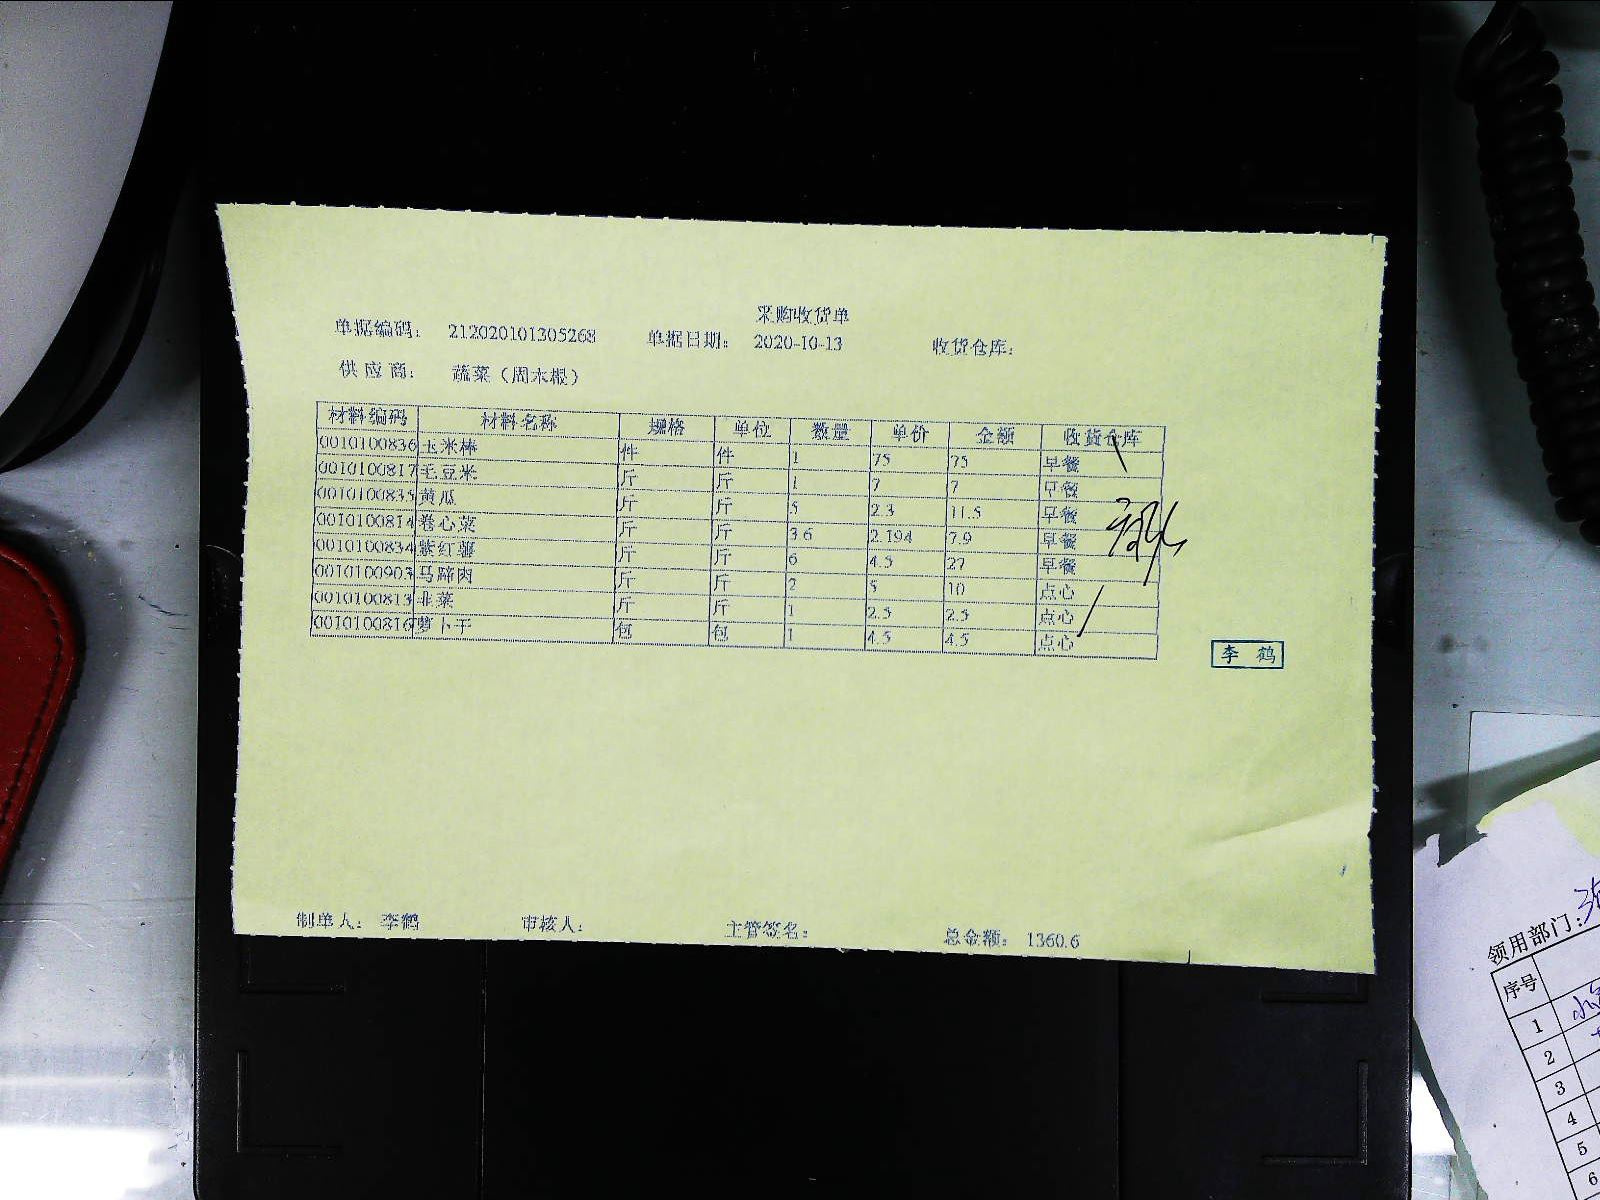 采购收货单
单据编码： 212020101305268 单据日期： 2020-10-13 收货仓库：
供应商： 蔬菜（周木根）
材料编码 材料名称 规格 单位 数量 单价 金额 收货仓库
0010100836 玉米棒 件 件 1 75 75 早餐
0010100817 毛豆米 斤 斤 1 7 7 早餐
0010100835 黄瓜 斤 斤 5 2.3 11.5 早餐
0010100814 卷心菜 斤 斤 3.6 2.194 7.9 早餐
0010100834 紫红薯 斤 斤 6 4.5 27 早餐
0010100903 马蹄肉 斤 斤 2 5 10 点心
0010100813 韭菜 斤 斤 1 2.5 2.5 点心
0010100816 萝卜干 包 包 1 4.5 4.5 点心
李鹤
制单人： 李鹤 审核人： 主管签名： 总金额： 1360.6
领用部门：
序号
1
2
3
4
5
6